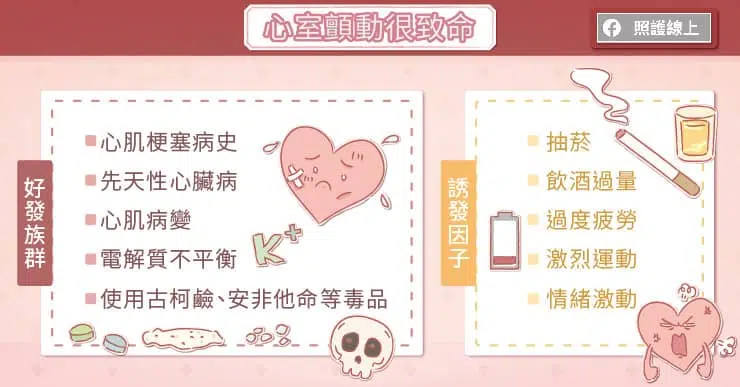 心室顫動很致命
照護線上
好發族群
心肌梗塞病史
先天性心臟病
心肌病變
電解質不平衡
使用古柯鹼、安非他命等毒品
K+
誘發因子
抽菸
飲酒過量
過度疲勞
激烈運動
情緒激動